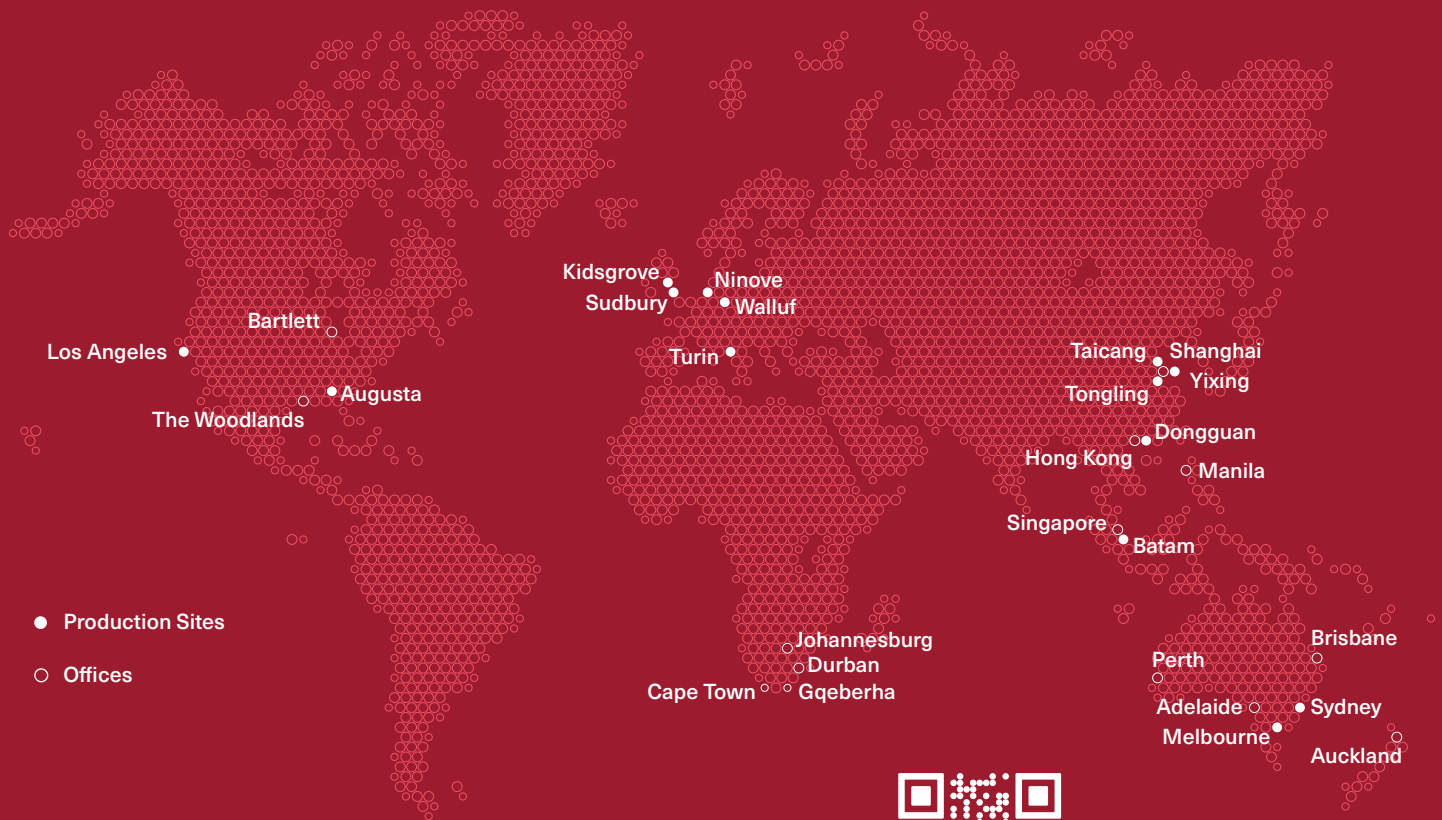 Kidsgrove
Ninove
Sudbury
Walluf
Bartlett
Los Angeles
Turin
Taicang
Shanghai
Yixing
Augusta
Tongling
The Woodlands
Dongguan
Hong Kong
Manila
Singapore
Batam
Production Sites
Johannesburg
Brisbane
Durban
Perth
Offices
Cape Town
Gqeberha
Adelaide
Sydney
Melbourne
Auckland